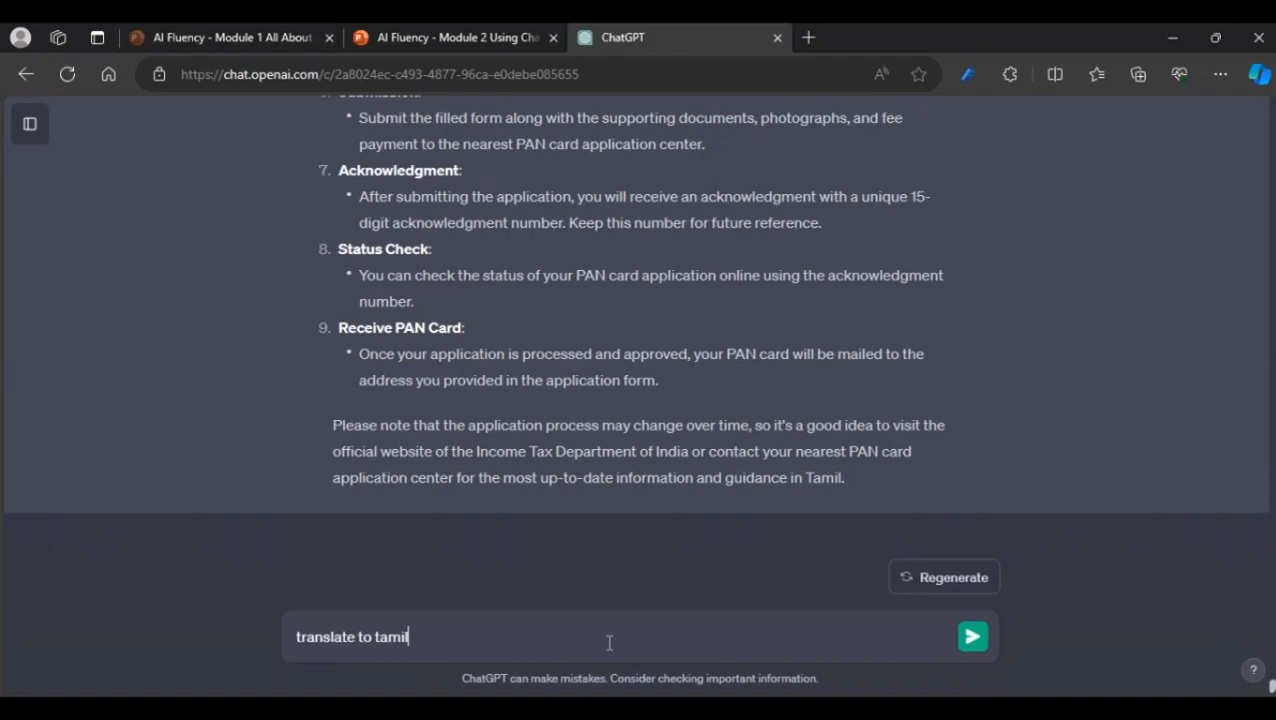 AI Fluency - Module 1 All About
AI Fluency - Module 2 Using Cha
ChatGPT
https://chat.openai.com/c/2a8024ec-c493-4877-96ca-e0debe085655
Submit the filled form along with the supporting documents, photographs, and fee
payment to the nearest PAN card application center.
7. Acknowledgment:
After submitting the application, you will receive an acknowledgment with a unique 15-
digit acknowledgment number. Keep this number for future reference.
8. Status Check:
You can check the status of your PAN card application online using the acknowledgment
number.
9. Receive PAN Card:
Once your application is processed and approved, your PAN card will be mailed to the
address you provided in the application form.
Please note that the application process may change over time, so it's a good idea to visit the
official website of the Income Tax Department of India or contact your nearest PAN card
application center for the most up-to-date information and guidance in Tamil.
Regenerate
translate to tamil
ChatGPT can make mistakes. Consider checking important information.
?